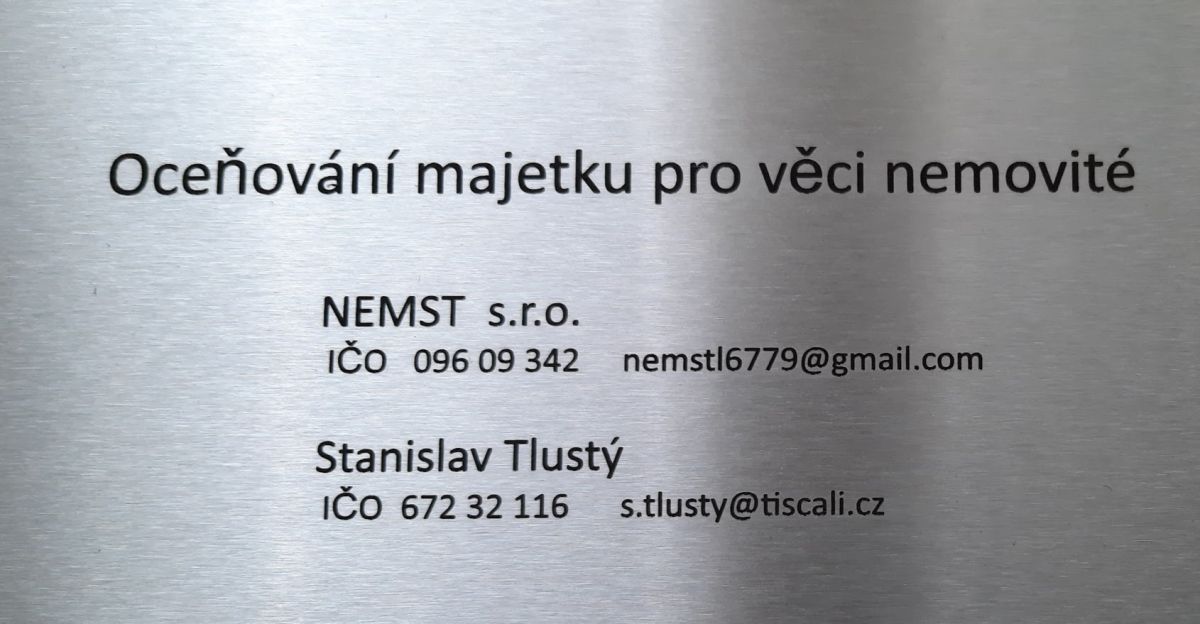 Oceňování majetku pro věci nemovité
NEMST s.r.o.
IČO 096 09 342 nemstl6779@gmail.com
Stanislav Tlustý
IČO 672 32 116 s.tlusty@tiscali.cz